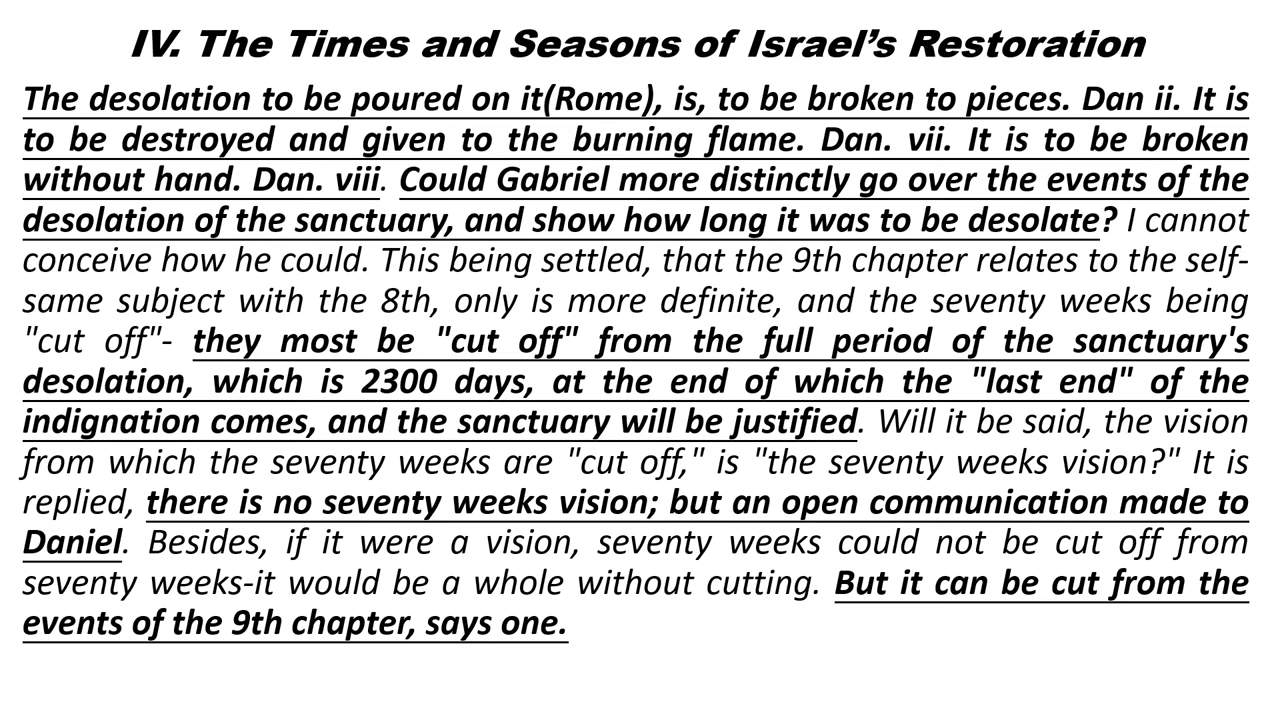 IV. The Times and Seasons of Israel’s Restoration
The desolation to be poured on it(Rome), is, to be broken to pieces. Dan ii. It is
to be destroyed and given to the burning flame. Dan. vii. It is to be broken
without hand. Dan. viii. Could Gabriel more distinctly go over the events of the
desolation of the sanctuary, and show how long it was to be desolate? I cannot
conceive how he could. This being settled, that the 9th chapter relates to the self-
same subject with the 8th, only is more definite, and the seventy weeks being
"cut off"- they most be "cut off" from the full period of the sanctuary's
desolation, which is 2300 days, at the end of which the "last end" of the
indignation comes, and the sanctuary will be justified. Will it be said, the vision
from which the seventy weeks are "cut off," is "the seventy weeks vision?" It is
replied, there is no seventy weeks vision; but an open communication made to
Daniel. Besides, if it were a vision, seventy weeks could not be cut off from
seventy weeks-it would be a whole without cutting. But it can be cut from the
events of the 9th chapter, says one.